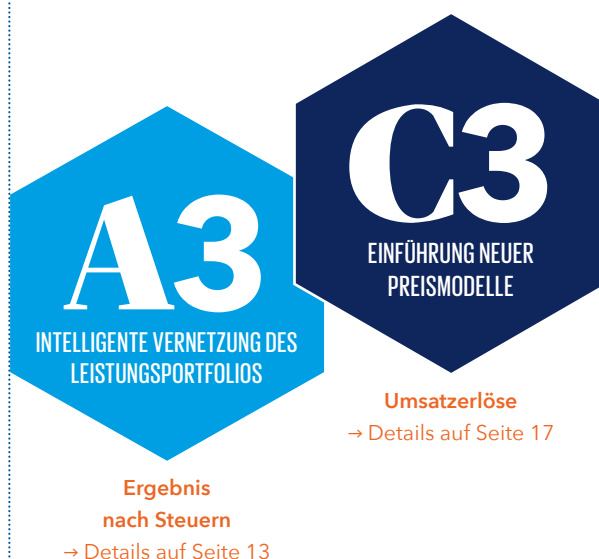 A3
INTELLIGENTE VERNETZUNG DES
LEISTUNGSPORTFOLIOS
Ergebnis
nach Steuern
→ Details auf Seite 13
C3
EINFÜHRUNG NEUER
PREISMODELLE
Umsatzerlöse
→ Details auf Seite 17